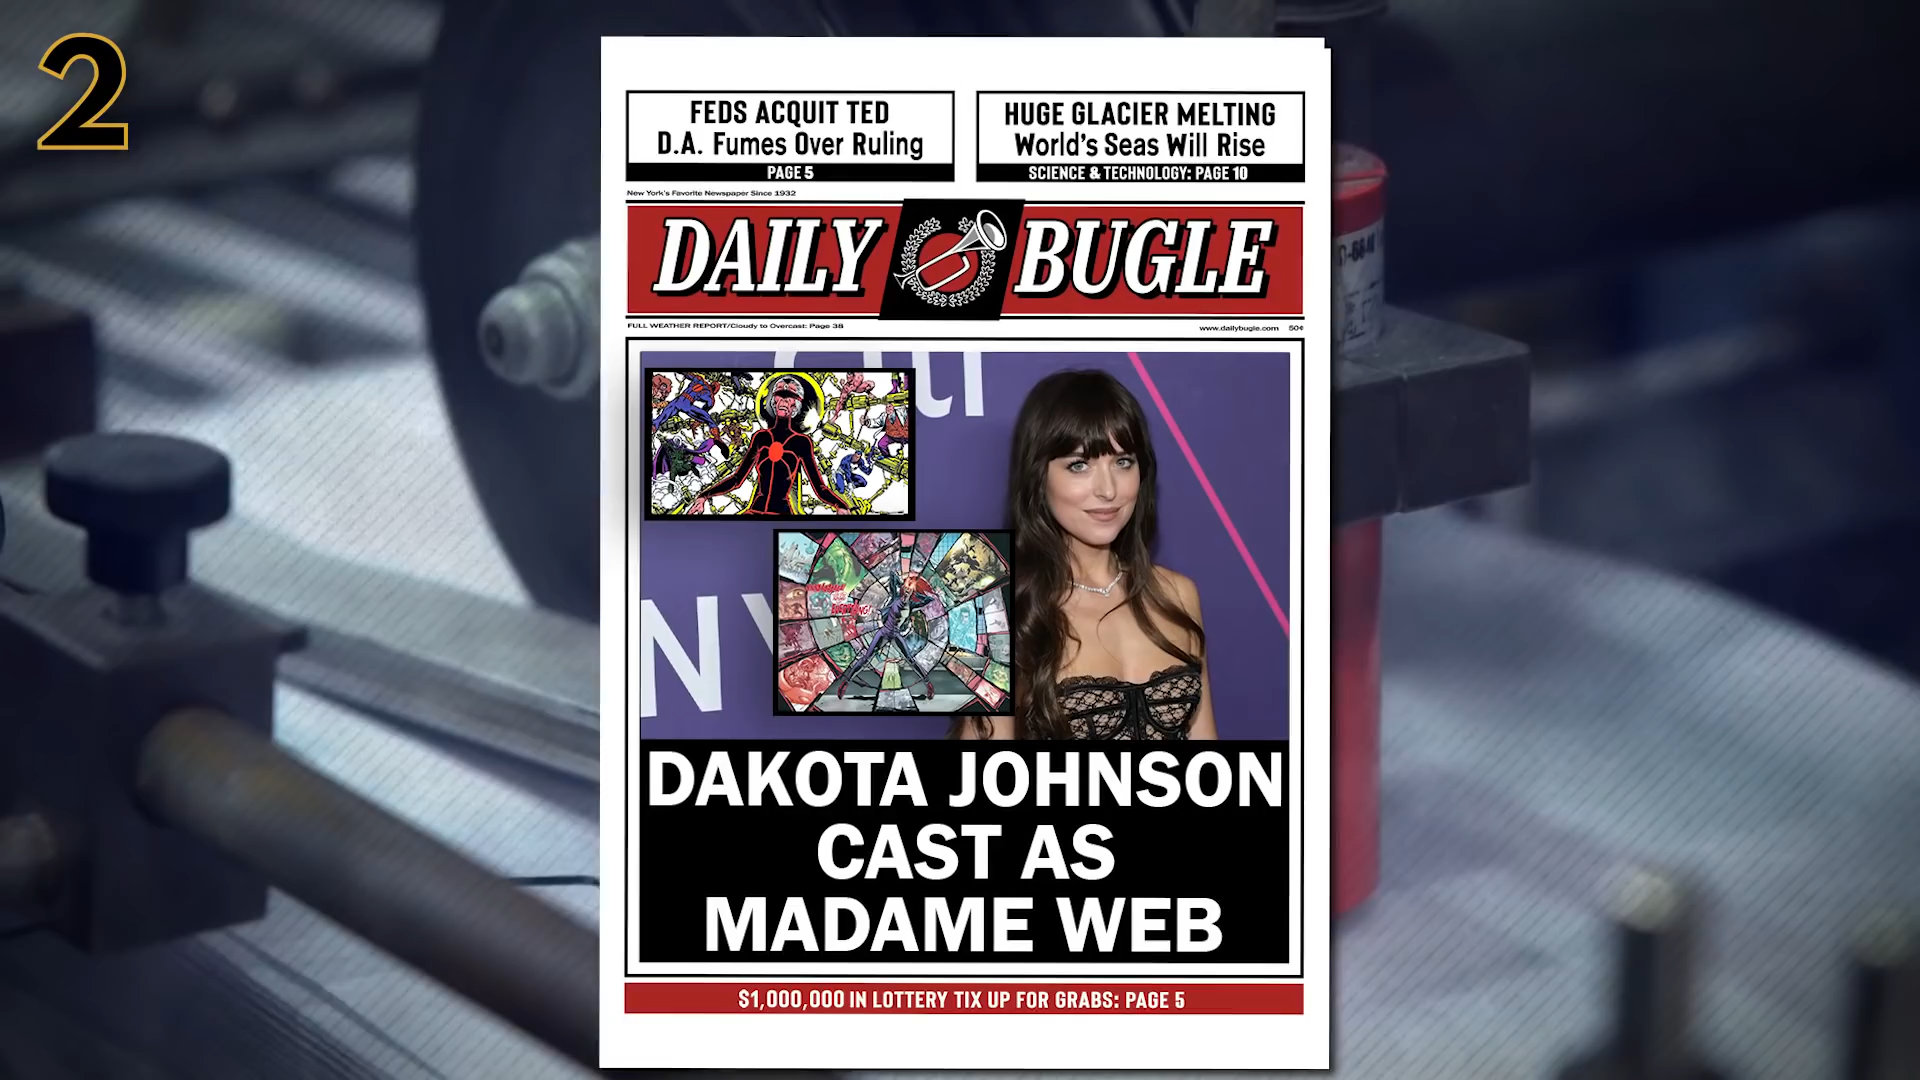 2
FEDS ACQUIT TED
D.A. Fumes Over Ruling
PAGE 5
HUGE GLACIER MELTING
World's Seas Will Rise
SCIENCE & TECHNOLOGY: PAGE 10
New York's Favorite Newspaper Since 1932
DAILY BUGLE
FULL WEATHER REPORT/Cloudy to Overcast: Page 38
www.dailybugle.com 50¢
citi
NY
EVERYTHING!
DAKOTA JOHNSON
CAST AS
MADAME WEB
$1,000,000 IN LOTTERY TIX UP FOR GRABS: PAGE 5